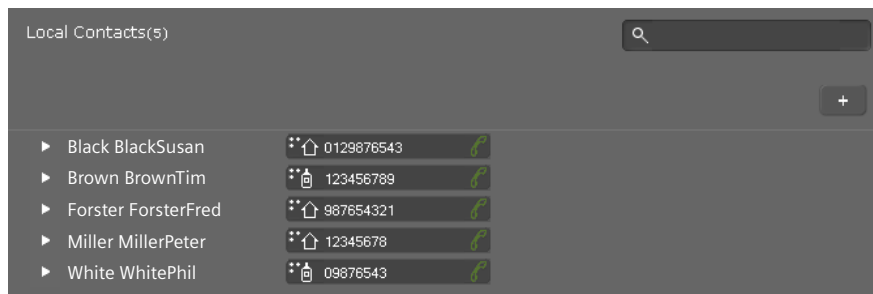 Local Contacts(5)
+
Black BlackSusan 0129876543
Brown BrownTim 123456789
Forster ForsterFred 987654321
Miller MillerPeter 12345678
White WhitePhil 09876543